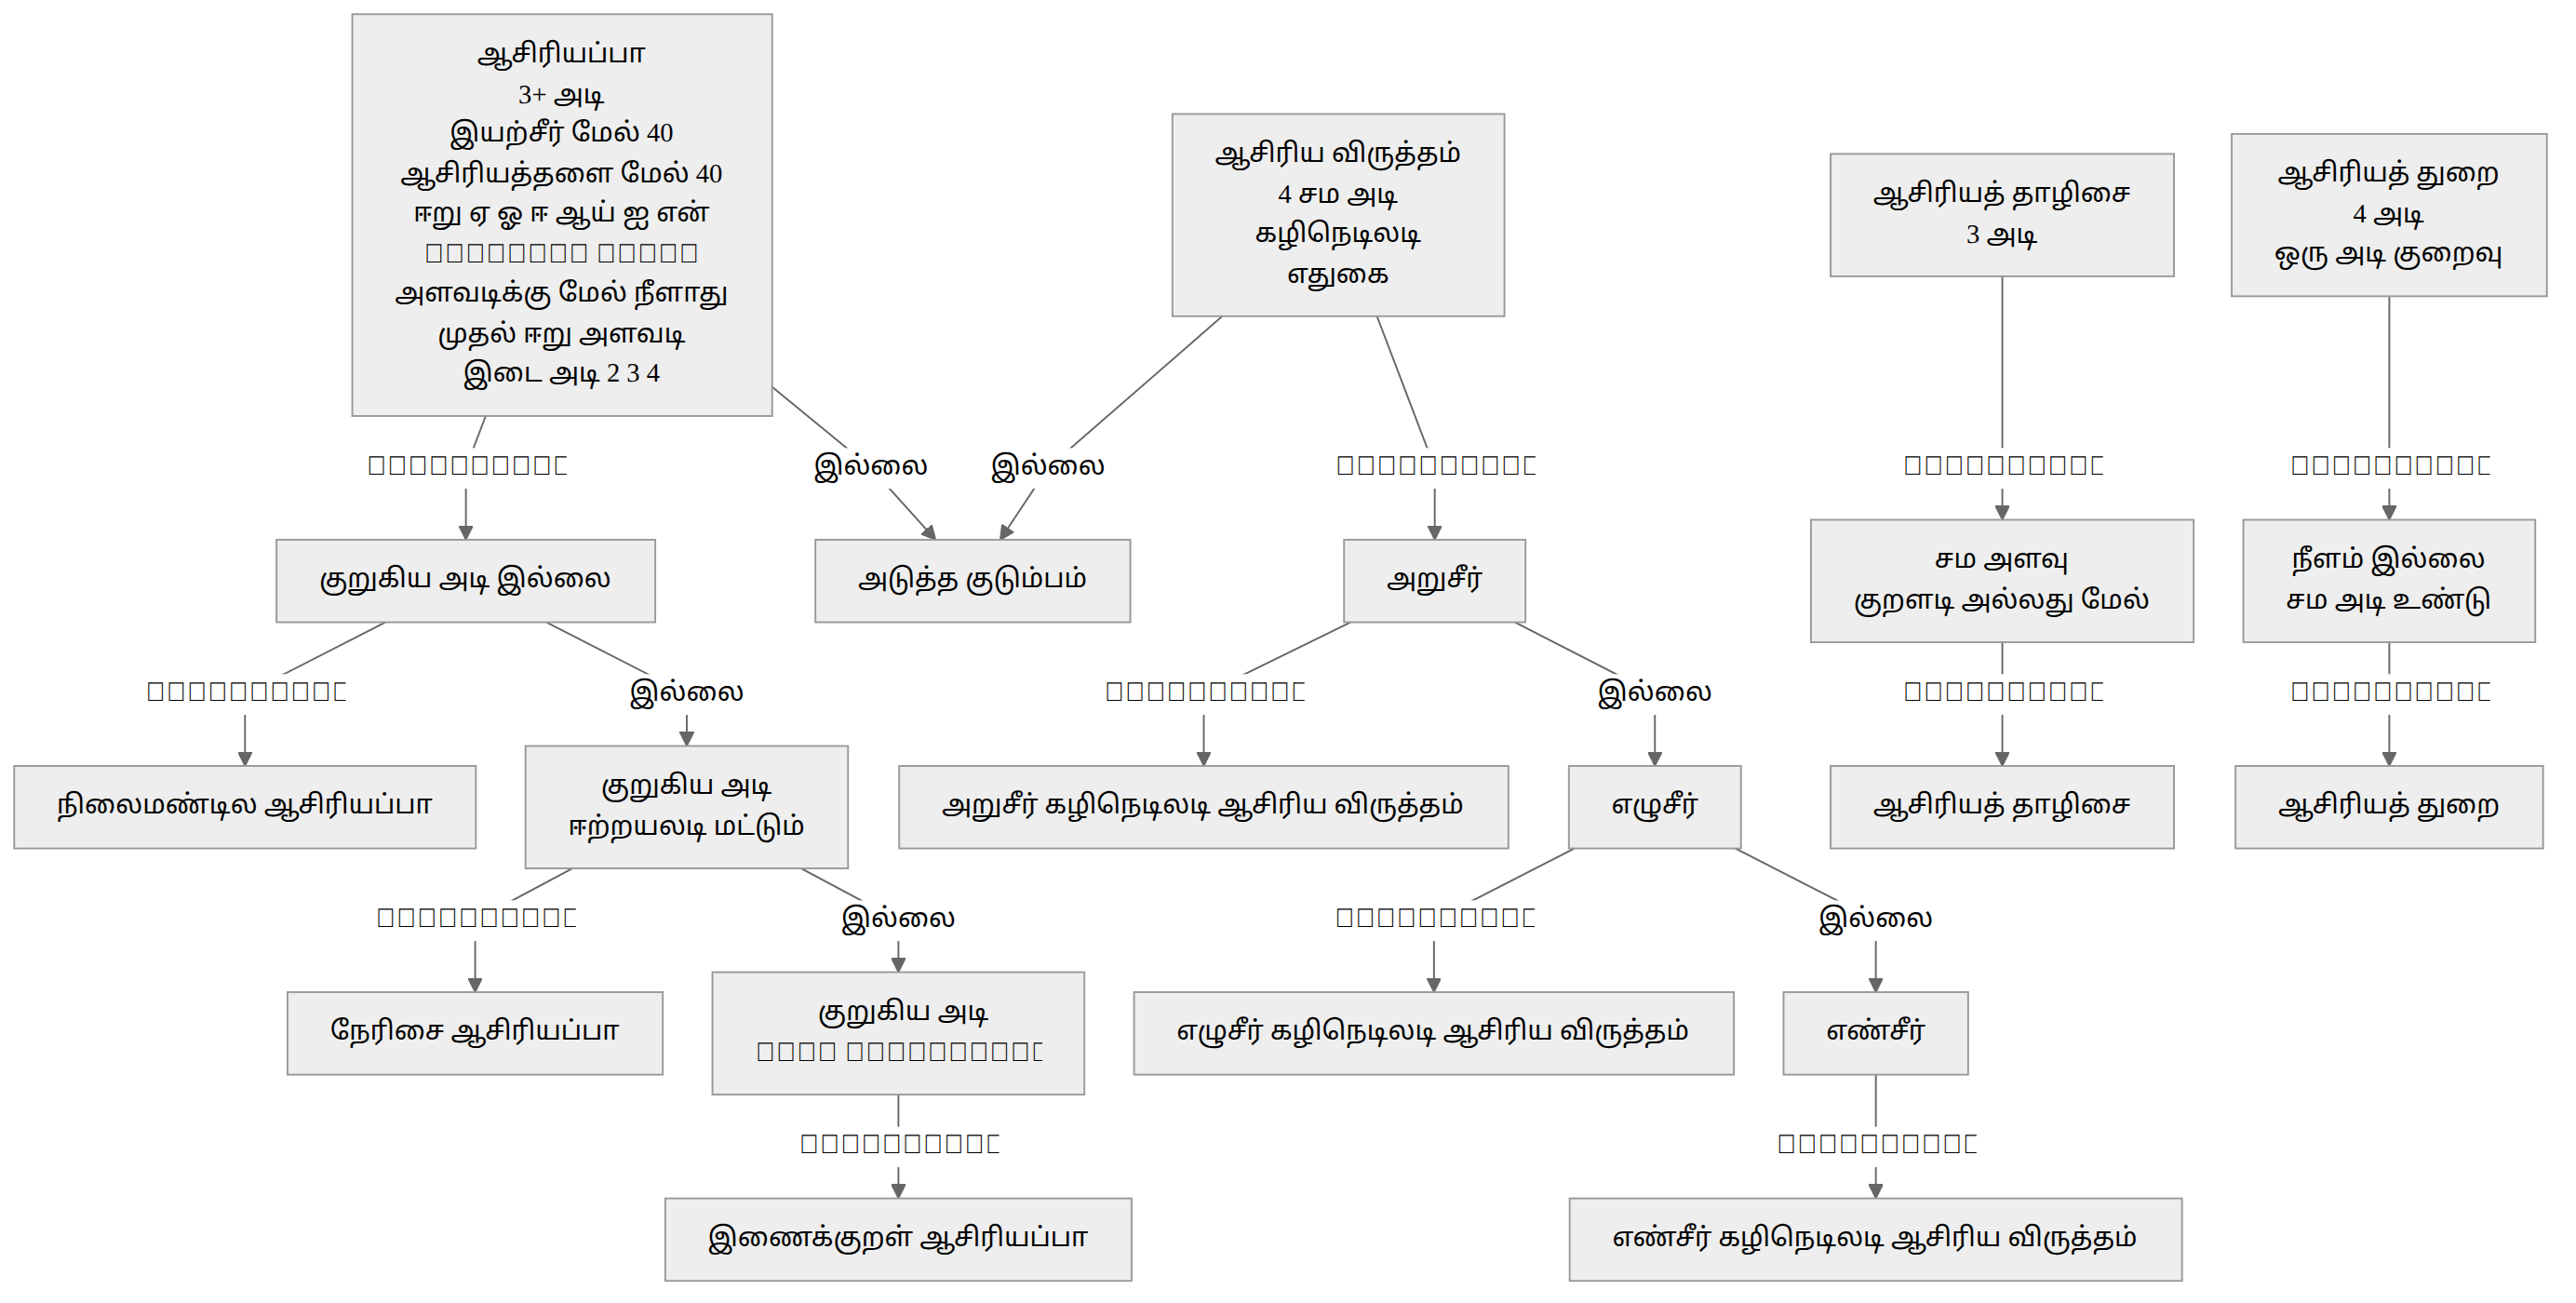 ஆசிரியப்பா
3+ அடி
இயற்சீர் மேல் 40
ஆசிரியத்தளை மேல் 40
ஈறு ஏ ஓ ஈ ஆய் ஐ என்
அளவடிக்கு மேல் நீளாது
முதல் ஈறு அளவடி
இடை அடி 2 3 4
ஆசிரிய விருத்தம்
4 சம அடி
கழிநெடிலடி
எதுகை
ஆசிரியத் தாழிசை
3 அடி
ஆசிரியத் துறை
4 அடி
ஒரு அடி குறைவு
இல்லை
இல்லை
குறுகிய அடி இல்லை
அடுத்த குடும்பம்
அறுசீர்
சம அளவு
குறளடி அல்லது மேல்
நீளம் இல்லை
சம அடி உண்டு
இல்லை
இல்லை
நிலைமண்டில ஆசிரியப்பா
குறுகிய அடி
ஈற்றயலடி மட்டும்
அறுசீர் கழிநெடிலடி ஆசிரிய விருத்தம்
எழுசீர்
ஆசிரியத் தாழிசை
ஆசிரியத் துறை
இல்லை
இல்லை
நேரிசை ஆசிரியப்பா
குறுகிய அடி
எழுசீர் கழிநெடிலடி ஆசிரிய விருத்தம்
எண்சீர்
இணைக்குறள் ஆசிரியப்பா
எண்சீர் கழிநெடிலடி ஆசிரிய விருத்தம்